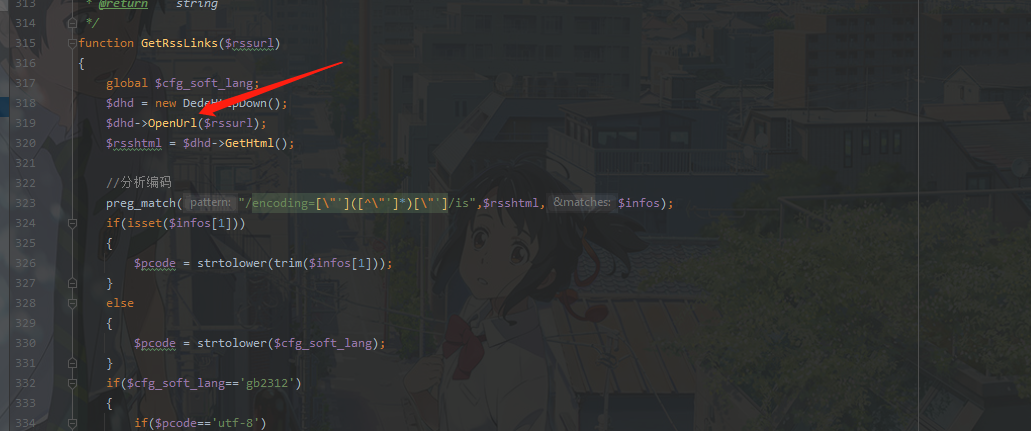 313 * @return string
314 */
315 function GetRssLinks($rssurl)
316 {
317 global $cfg_soft_lang;
318 $dhd = new DedeHttpDown();
319 $dhd->OpenUrl($rssurl);
320 $rsshtml = $dhd->GetHtml();
321
322 //分析编码
323 preg_match( pattern: "/encoding=[\"']([^\"']*)[\"']/is",$rsshtml, &matches: $infos);
324 if(isset($infos[1]))
325 {
326 $pcode = strtolower(trim($infos[1]));
327 }
328 else
329 {
330 $pcode = strtolower($cfg_soft_lang);
331 }
332 if($cfg_soft_lang=='gb2312')
333 {
334 if($pcode=='utf-8')